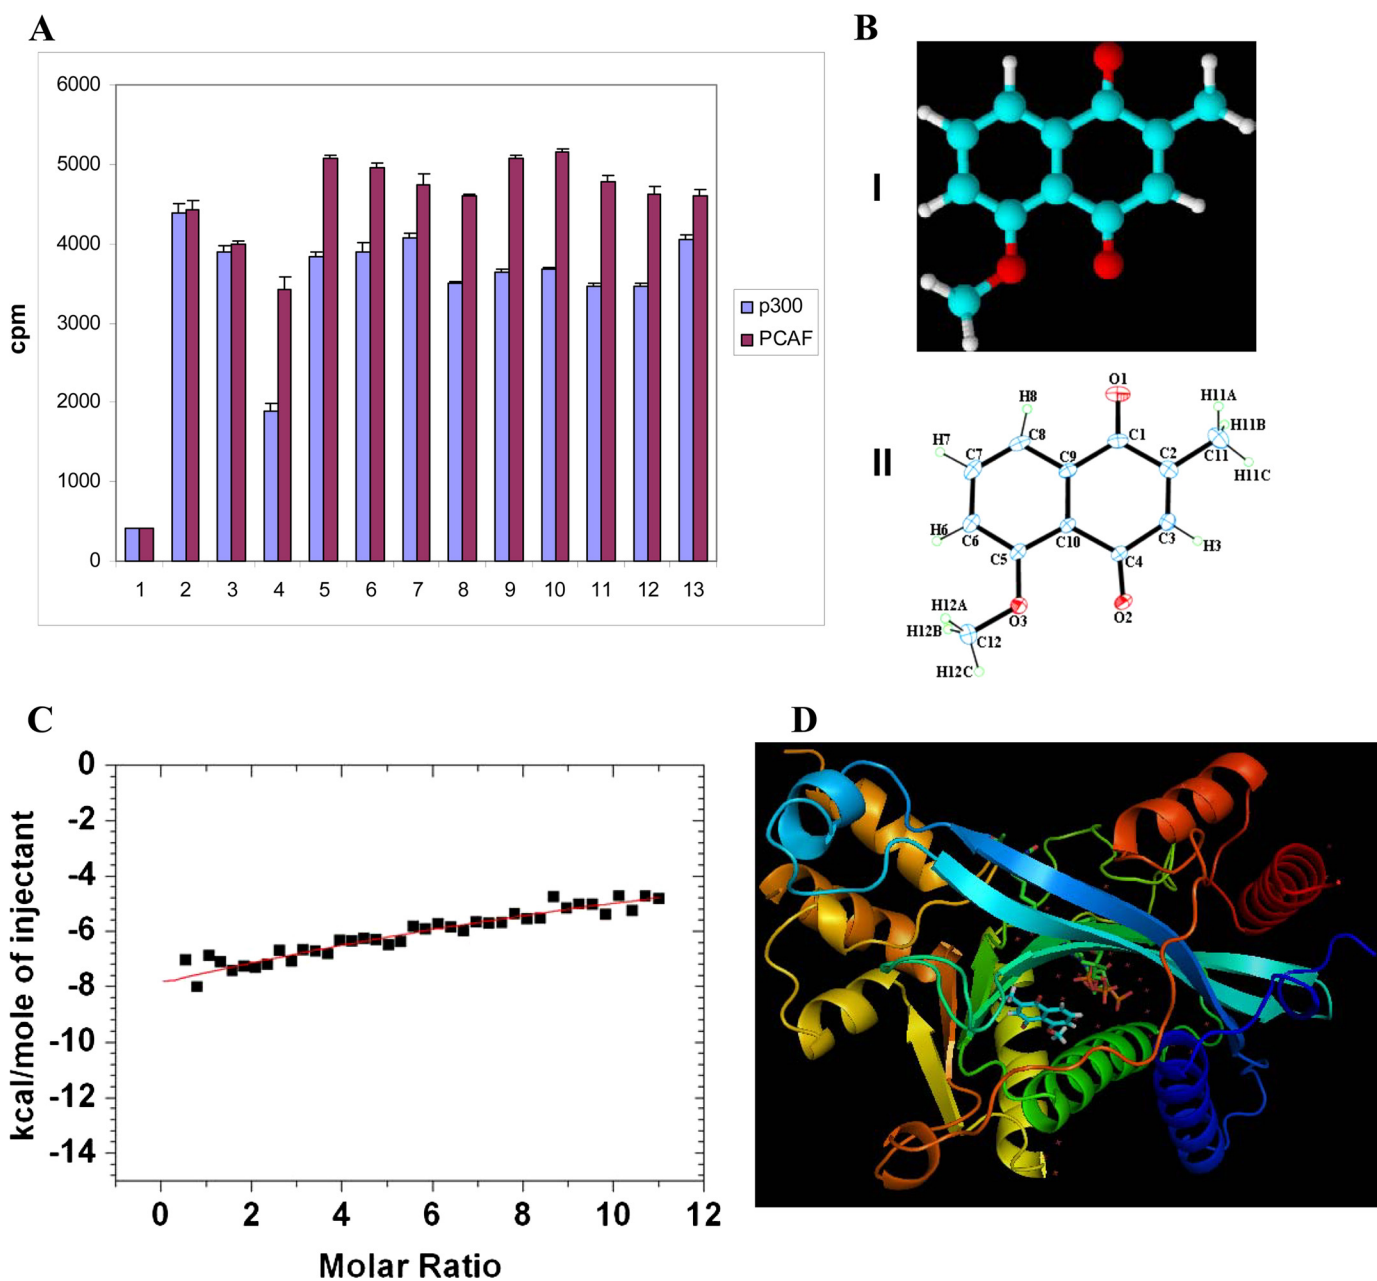 A
B
6000
5000
4000
3000
2000
1000
0
cpm
1 2 3 4 5 6 7 8 9 10 11 12 13
p300
PCAF
I
II
O1
H11A
H8
H11B
H7
C8
C1
C11
C7
C9
C2
H11C
H6
C6
C10
C3
H3
C5
C4
H12A
O3
O2
H12B
C12
H12C
C
D
0
-2
-4
-6
-8
-10
-12
-14
kcal/mole of injectant
0 2 4 6 8 10 12
Molar Ratio